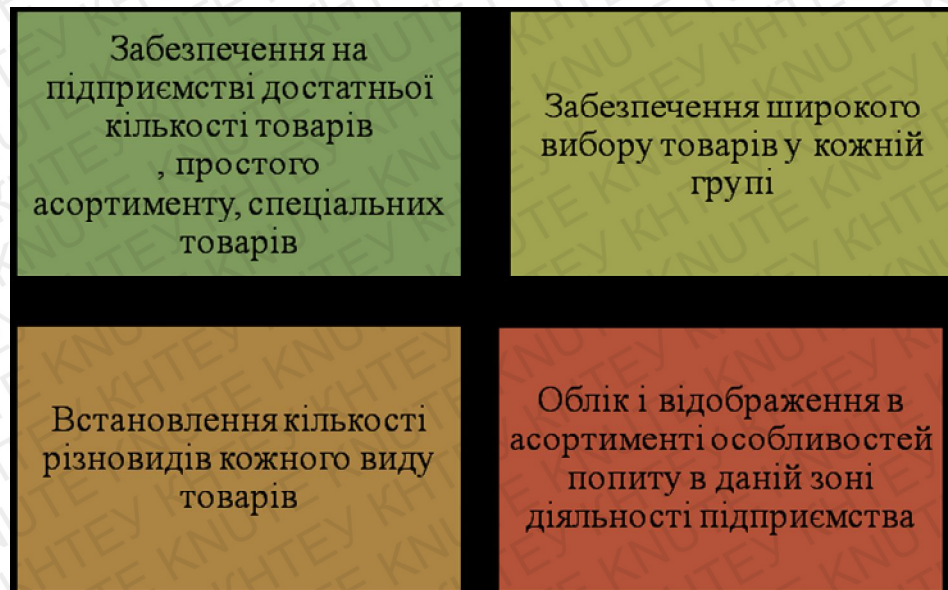 Забезпечення на
підприємстві достатньої
кількості товарів
, простого
асортименту, спеціальних
товарів
Забезпечення широкого
вибору товарів у кожній
групі
Встановлення кількості
різновидів кожного виду
товарів
Облік і відображення в
асортименті особливостей
попиту в даній зоні
діяльності підприємства